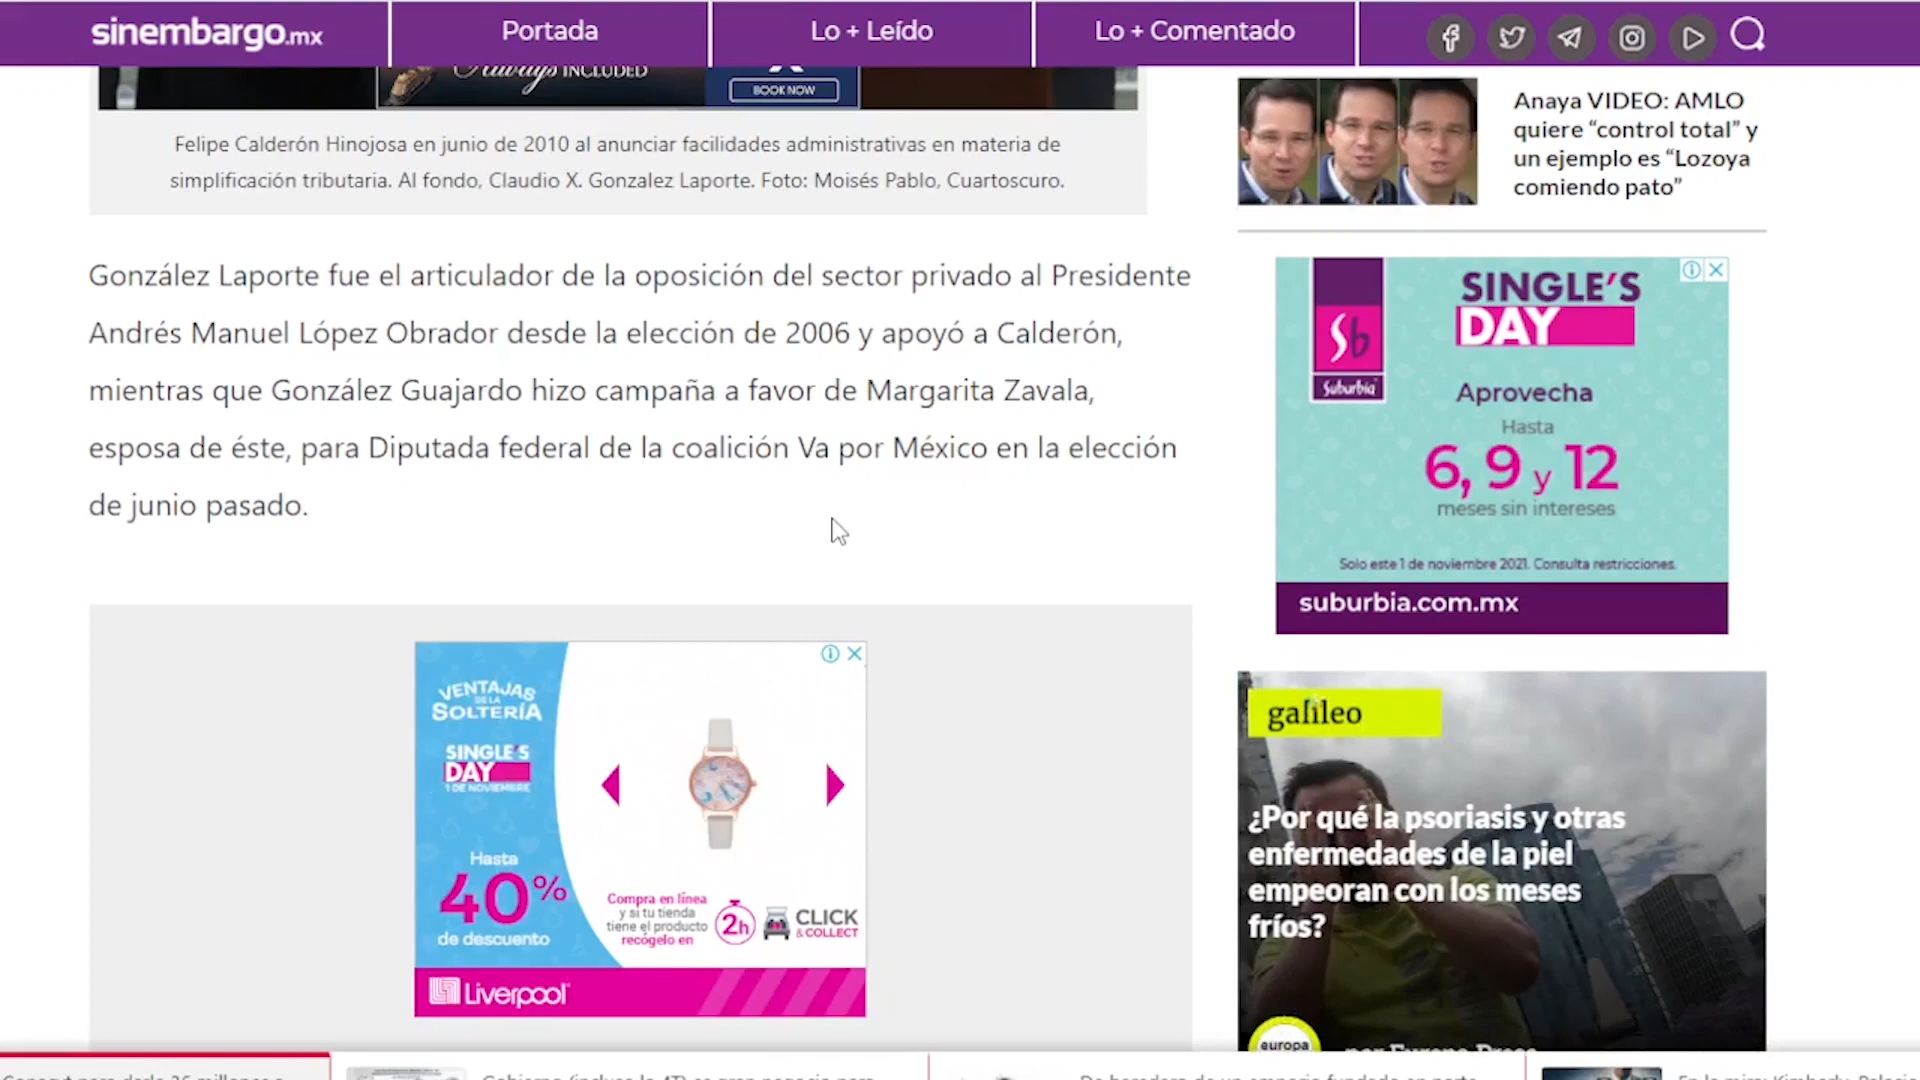 sinembargo.mx
Portada
Lo + Leído
Lo + Comentado
Always INCLUDED
BOOK NOW
Felipe Calderón Hinojosa en junio de 2010 al anunciar facilidades administrativas en materia de
simplificación tributaria. Al fondo, Claudio X. Gonzalez Laporte. Foto: Moisés Pablo, Cuartoscuro.
González Laporte fue el articulador de la oposición del sector privado al Presidente
Andrés Manuel López Obrador desde la elección de 2006 y apoyó a Calderón,
mientras que González Guajardo hizo campaña a favor de Margarita Zavala,
esposa de éste, para Diputada federal de la coalición Va por México en la elección
de junio pasado.
VENTAJAS
DE LA
SOLTERÍA
SINGLE'S
DAY
1 DE NOVIEMBRE
Hasta
40%
de descuento
Compra en línea
y si tu tienda
tiene el producto
recógelo en
2h
CLICK
& COLLECT
Liverpool
Anaya VIDEO: AMLO
quiere “control total” y
un ejemplo es “Lozoya
comiendo pato”
Sb
Suburbia
SINGLE'S
DAY
Aprovecha
Hasta
6, 9 y 12
meses sin intereses
Solo este 1 de noviembre 2021. Consulta restricciones.
suburbia.com.mx
galileo
¿Por qué la psoriasis y otras
enfermedades de la piel
empeoran con los meses
fríos?
europa
por Europa Press